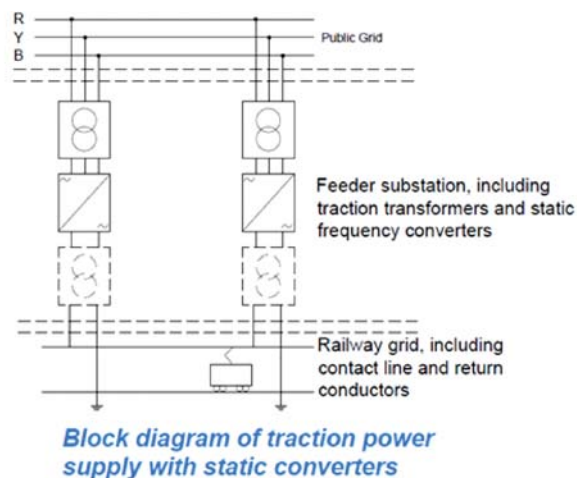 R
Y
Public Grid
B
~
~
~
~
Feeder substation, including
traction transformers and static
frequency converters
Railway grid, including
contact line and return
conductors
Block diagram of traction power
supply with static converters